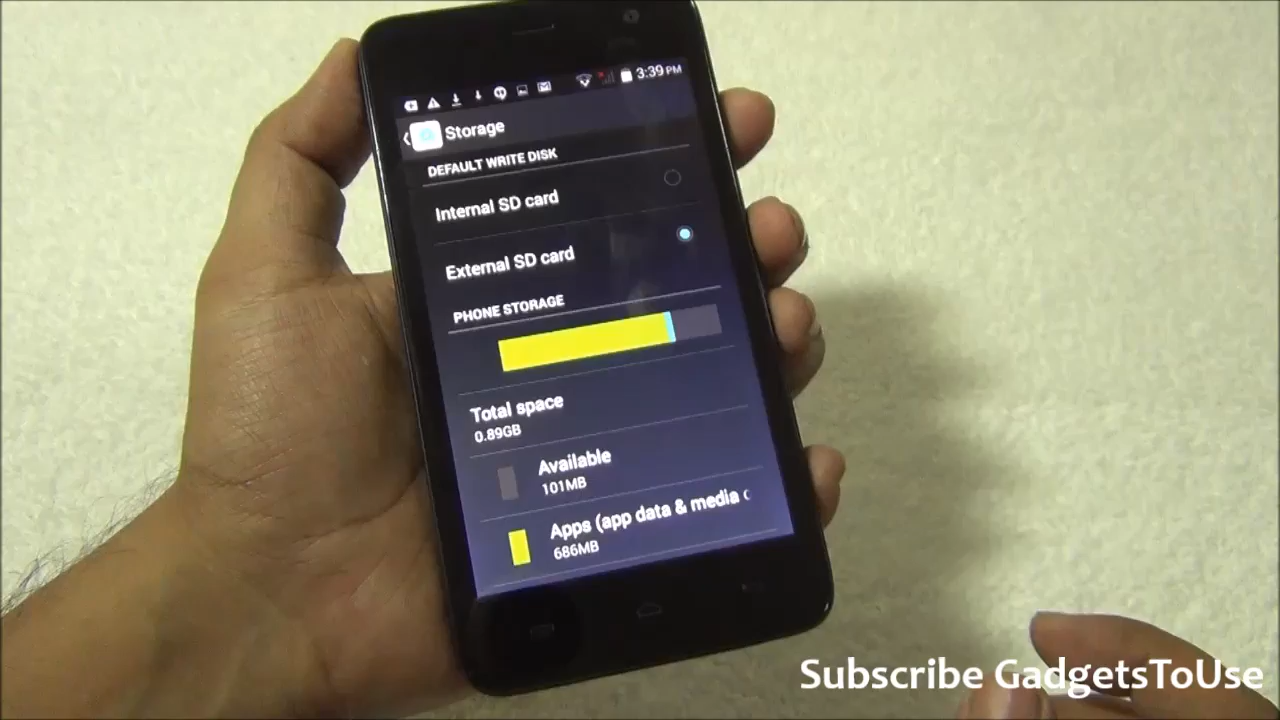 3:39 PM
Storage
DEFAULT WRITE DISK
Internal SD card
External SD card
PHONE STORAGE
Total space
0.89GB
Available
101MB
Apps (app data & media c
686MB
Subscribe GadgetsToUse